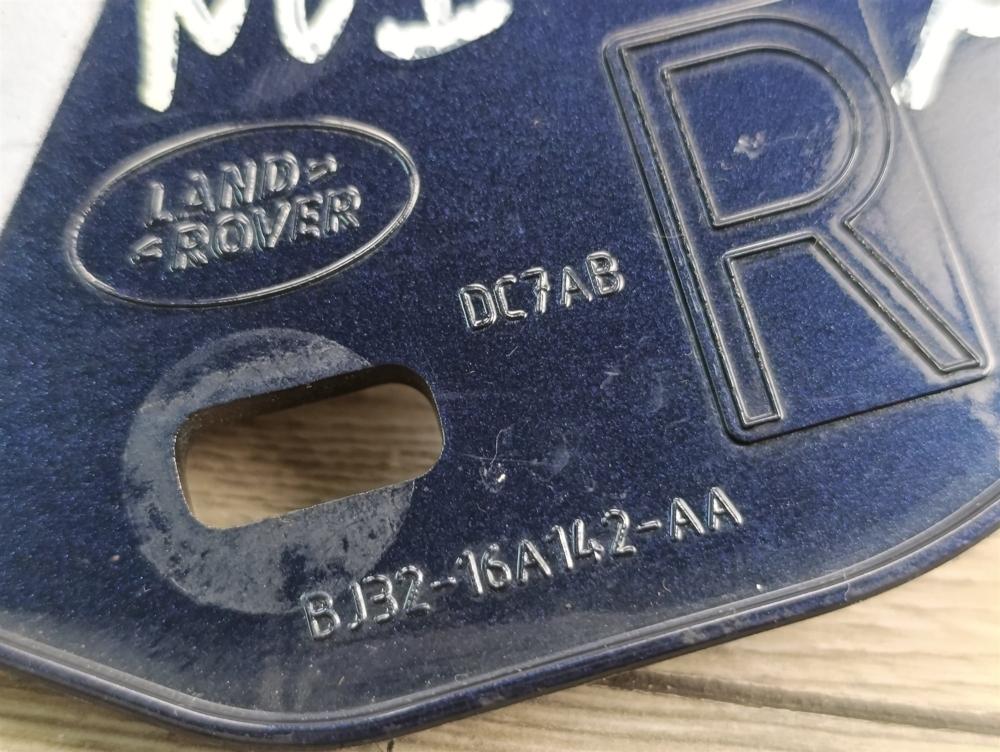 R
LAND
ROVER
DC7AB
BJ32-16A142-AA